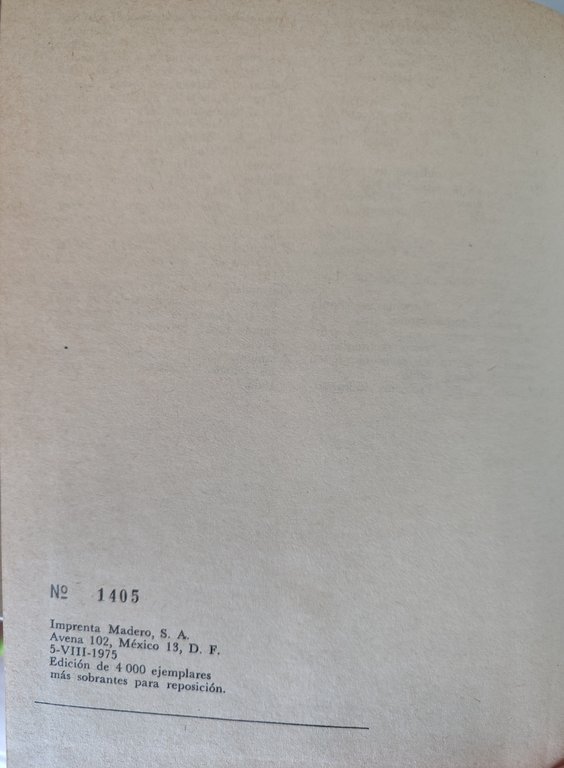 Nº 1405
Imprenta Madero, S. A.
Avena 102, México 13, D. F.
5-VIII-1975
Edición de 4 000 ejemplares
más sobrantes para reposición.